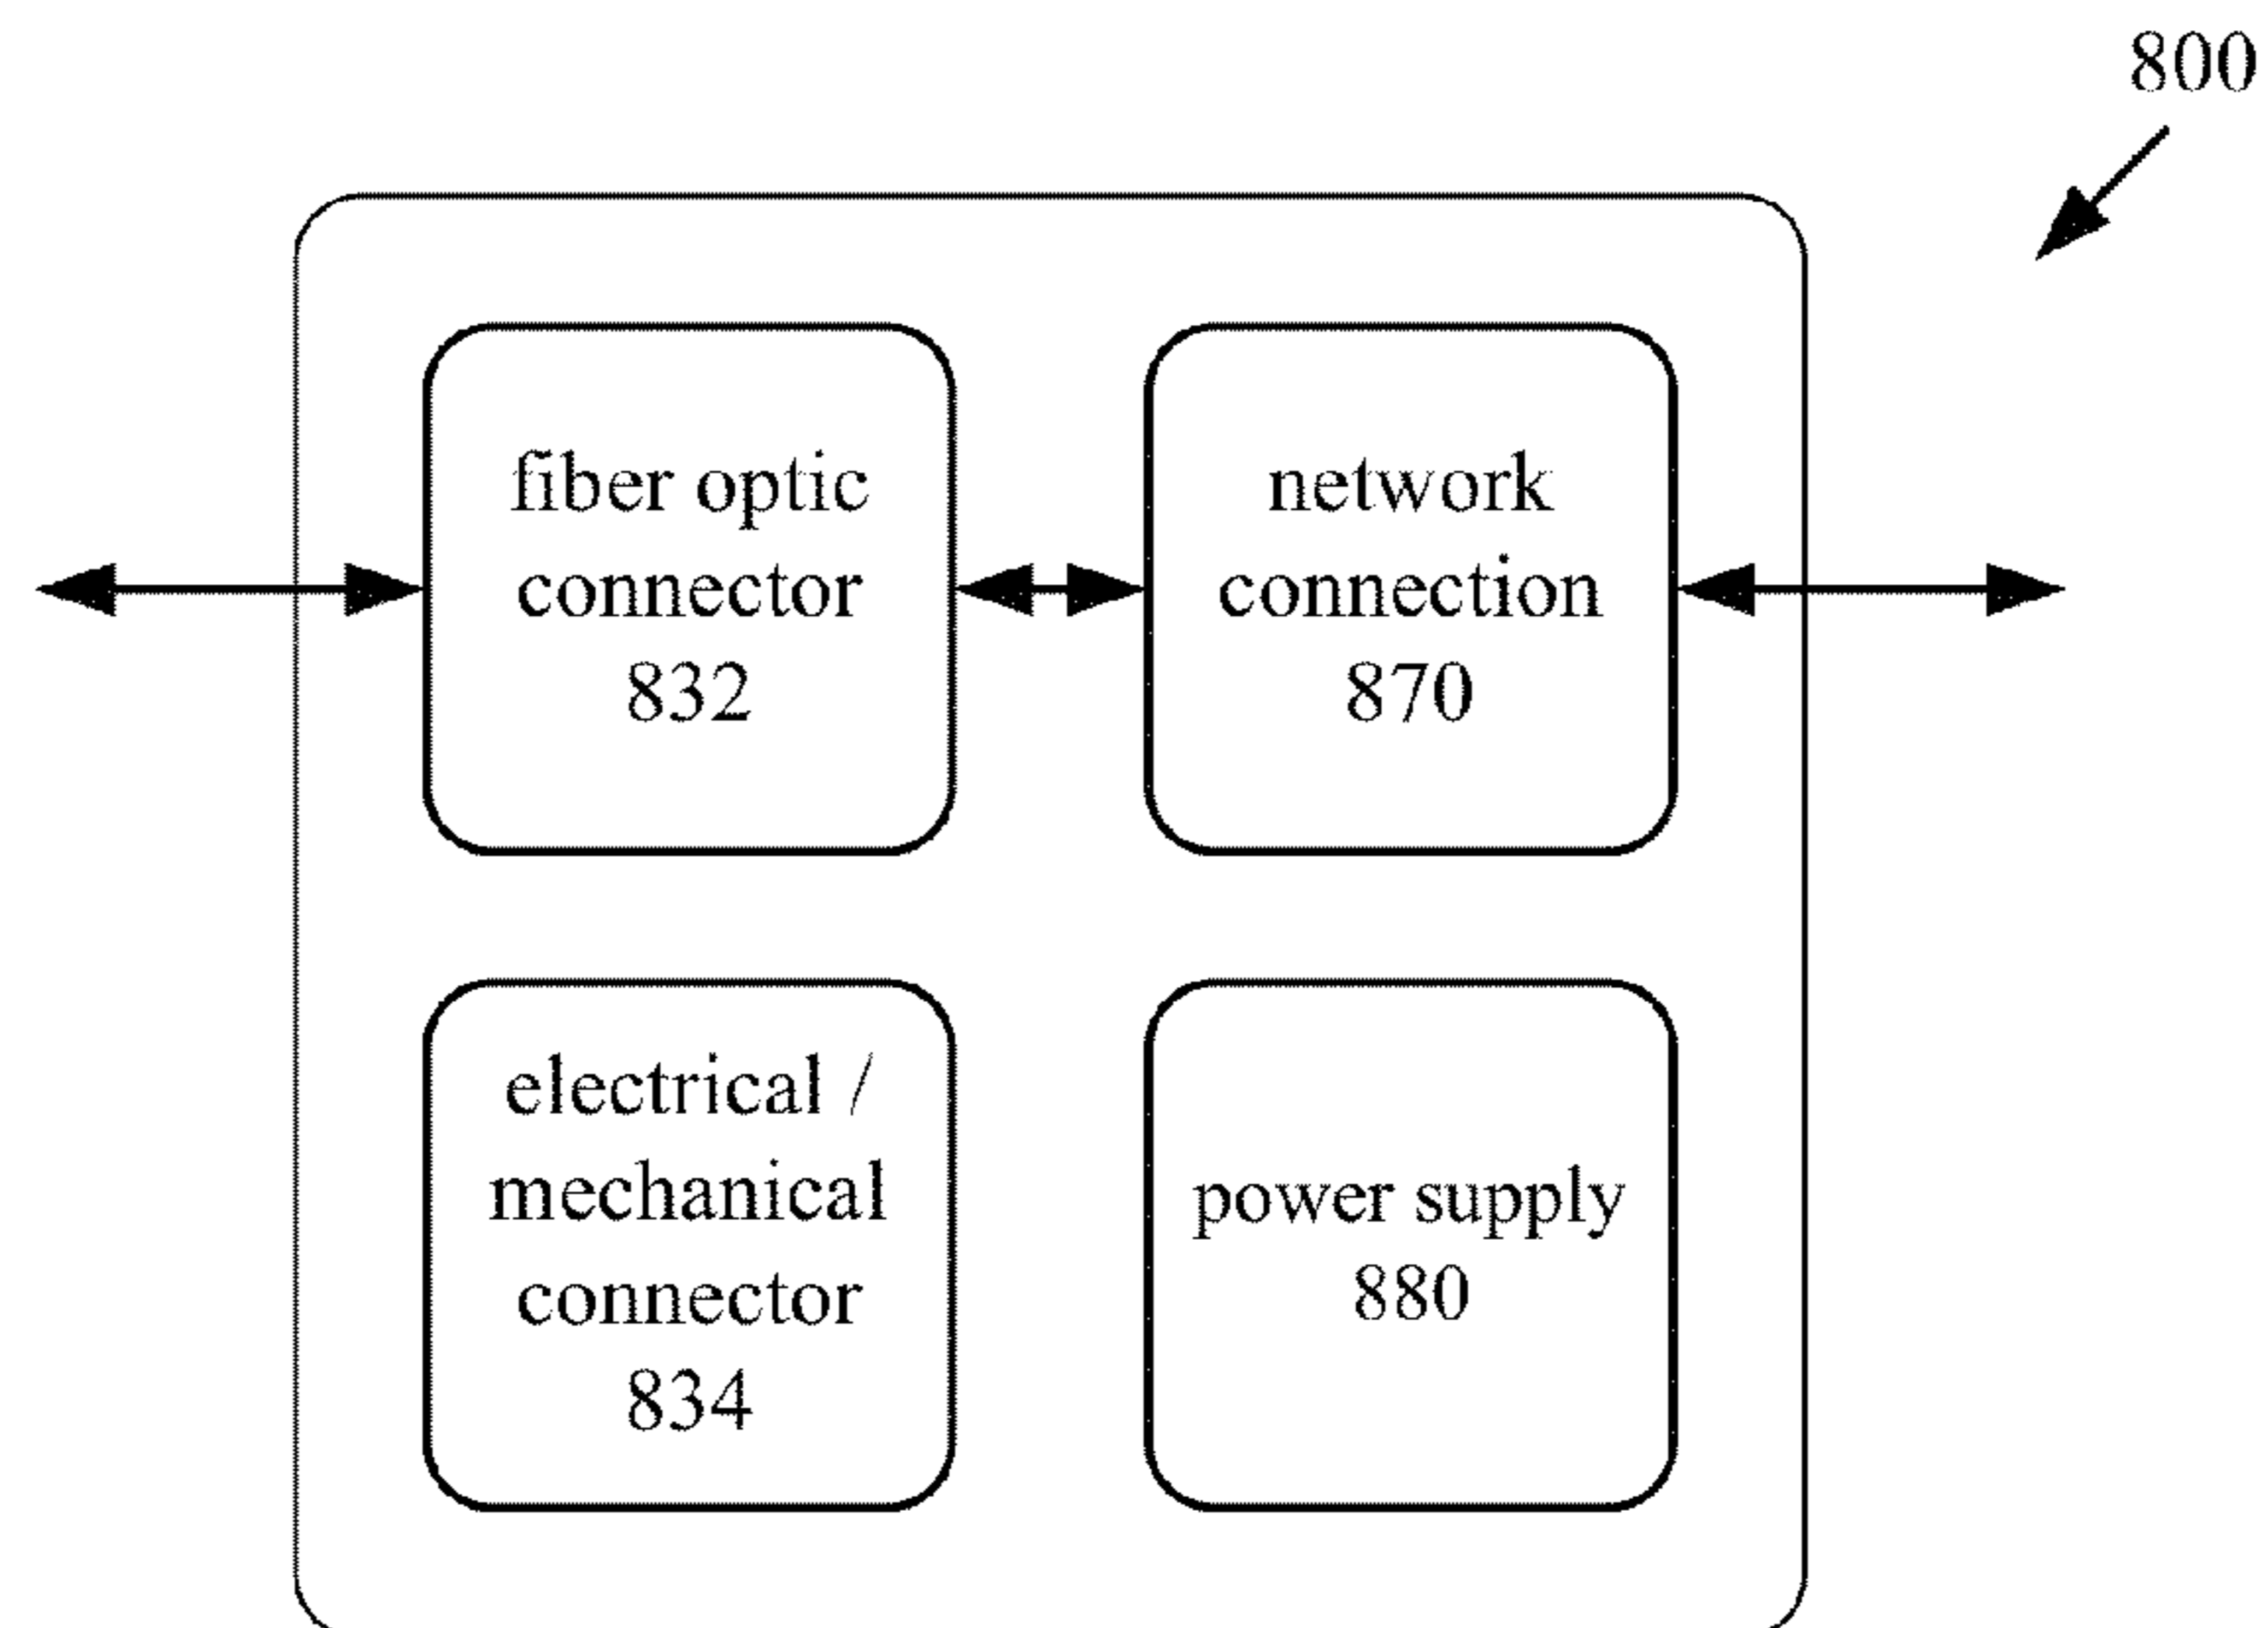 800
fiber optic
connector
832
network
connection
870
electrical /
mechanical
connector
834
power supply
880